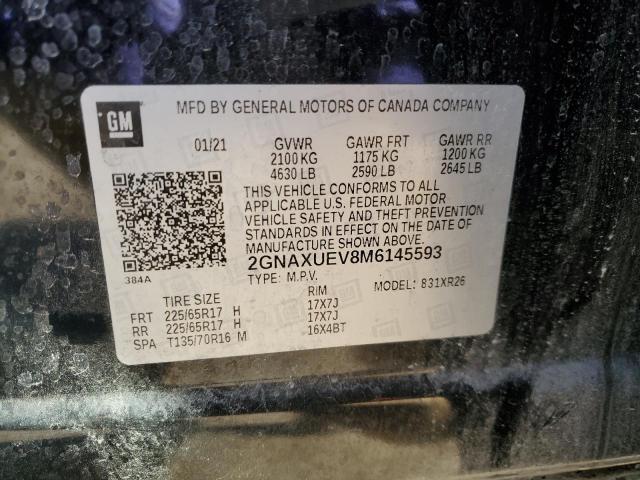 GM
MFD BY GENERAL MOTORS OF CANADA COMPANY
01/21 GVWR GAWR FRT GAWR RR
2100 KG 1175 KG 1200 KG
4630 LB 2590 LB 2645 LB
THIS VEHICLE CONFORMS TO ALL
APPLICABLE U.S. FEDERAL MOTOR
VEHICLE SAFETY AND THEFT PREVENTION
STANDARDS IN EFFECT ON THE DATE OF
MANUFACTURE SHOWN ABOVE.
2GNAXUEV8M6145593
384A TYPE: M.P.V. MODEL: 831XR26
TIRE SIZE RIM
FRT 225/65R17 H 17X7J
RR 225/65R17 H 17X7J
SPA T135/70R16 M 16X4BT